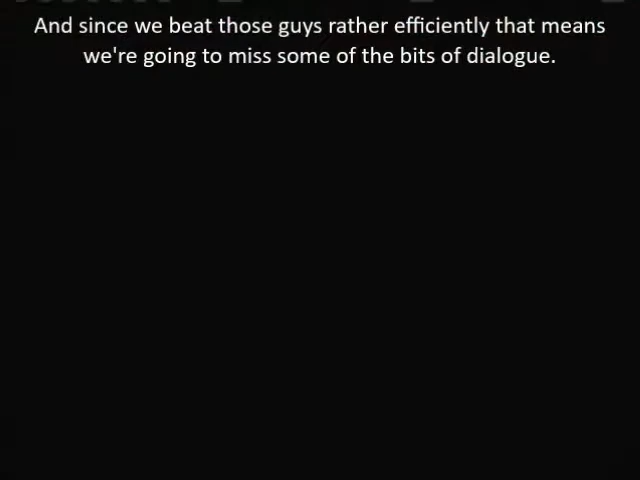 And since we beat those guys rather efficiently that means
we're going to miss some of the bits of dialogue.